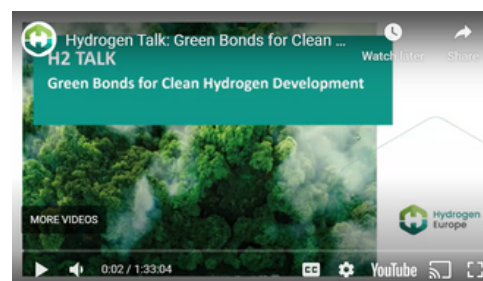 Hydrogen Talk: Green Bonds for Clean ...
Watch later
Share
H2 TALK
Green Bonds for Clean Hydrogen Development
MORE VIDEOS
Hydrogen
Europe
0:02 / 1:33:04
CC
YouTube